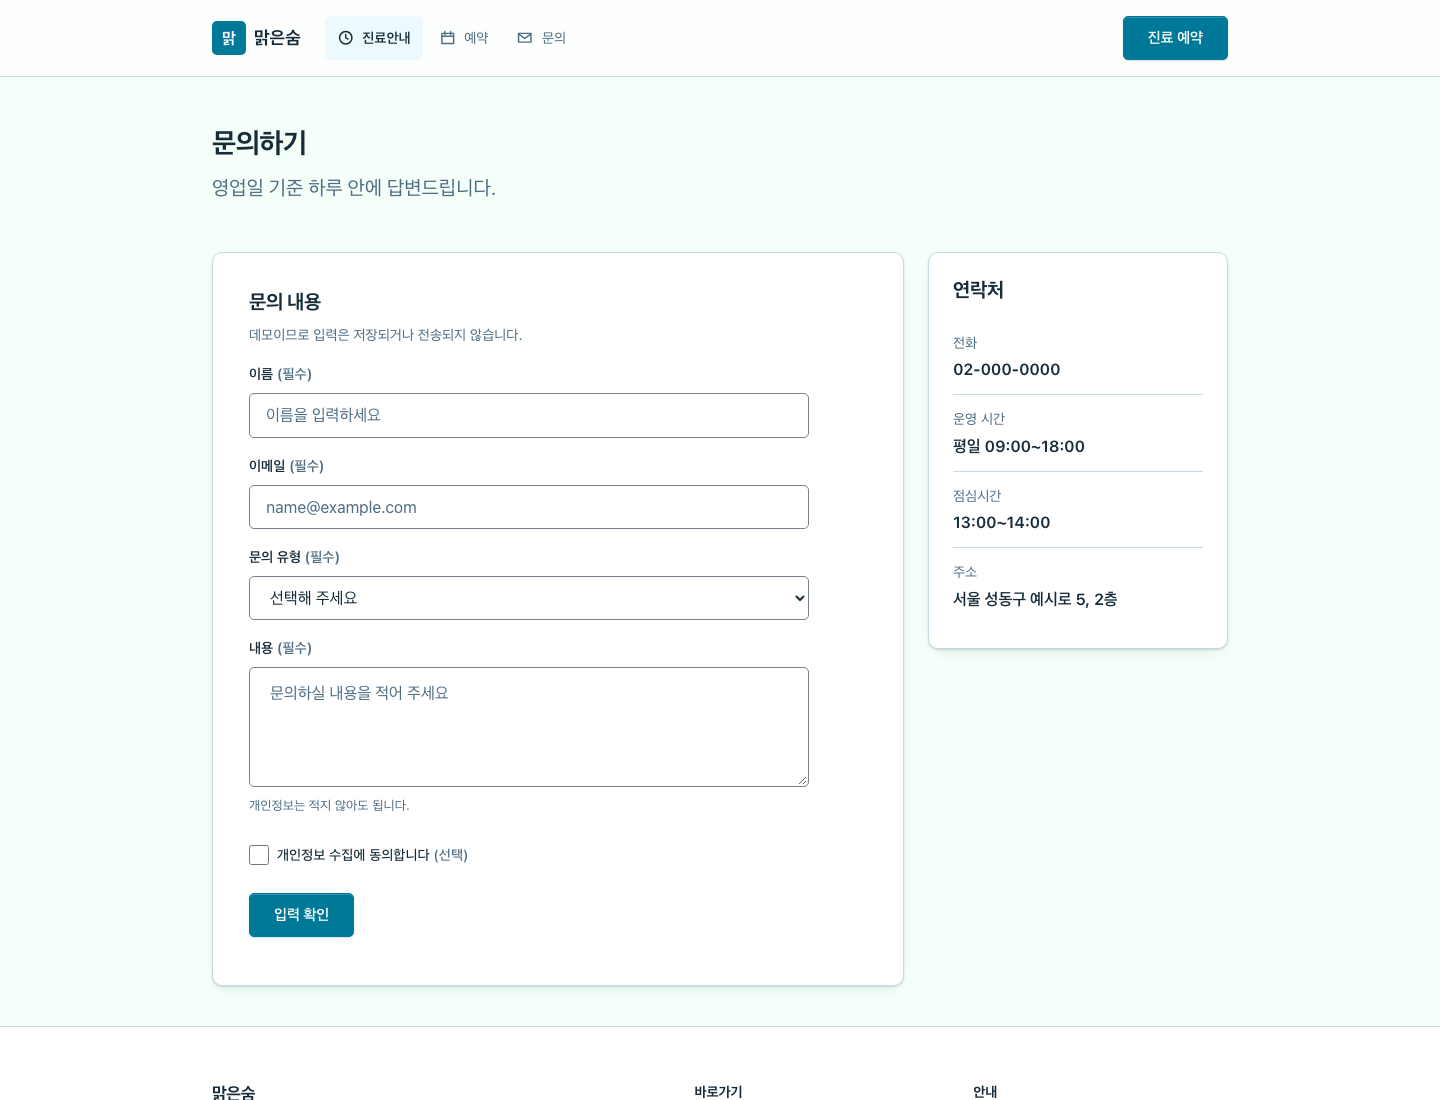 맑 맑은숨 진료안내 예약 문의 진료 예약
문의하기
영업일 기준 하루 안에 답변드립니다.
문의 내용
데모이므로 입력은 저장되거나 전송되지 않습니다.
이름 (필수)
이름을 입력하세요
이메일 (필수)
name@example.com
문의 유형 (필수)
선택해 주세요
내용 (필수)
문의하실 내용을 적어 주세요
개인정보는 적지 않아도 됩니다.
개인정보 수집에 동의합니다 (선택)
입력 확인
연락처
전화
02-000-0000
운영 시간
평일 09:00~18:00
점심시간
13:00~14:00
주소
서울 성동구 예시로 5, 2층
맑은숨 바로가기 안내